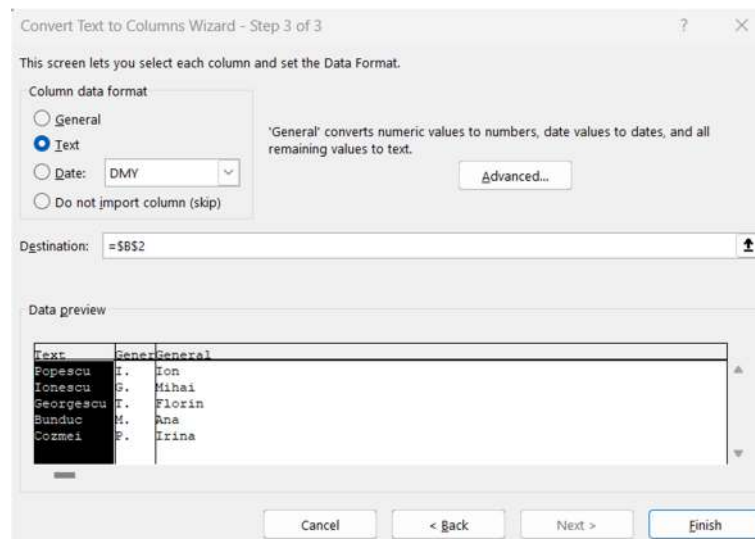 Convert Text to Columns Wizard - Step 3 of 3 ? ×
This screen lets you select each column and set the Data Format.
Column data format
General
Text
Date: DMY
Do not import column (skip)
'General' converts numeric values to numbers, date values to dates, and all
remaining values to text.
Advanced...
Destination: =$B$2
Data preview
Text GenerGeneral
Popescu I. Ion
Ionescu G. Mihai
Georgescu T. Florin
Bunduc M. Ana
Cozmei P. Irina
Cancel < Back Next > Finish